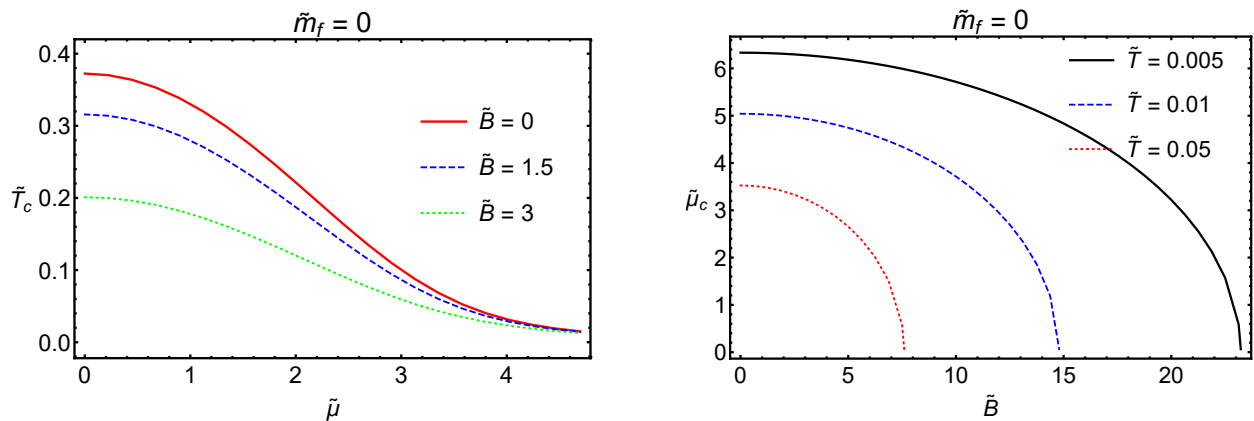 m̃_f = 0
0.4
0.3
0.2
0.1
0.0
T̃_c
B̃ = 0
B̃ = 1.5
B̃ = 3
0 1 2 3 4
μ̃
m̃_f = 0
6
5
4
3
2
1
0
μ̃_c
T̃ = 0.005
T̃ = 0.01
T̃ = 0.05
0 5 10 15 20
B̃